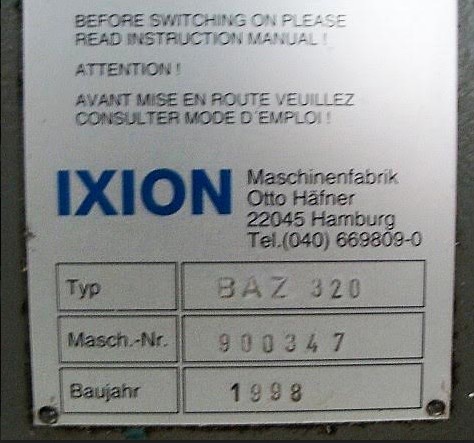 BEFORE SWITCHING ON PLEASE
READ INSTRUCTION MANUAL !
ATTENTION !
AVANT MISE EN ROUTE VEUILLEZ
CONSULTER MODE D'EMPLOI !
IXION
Maschinenfabrik
Otto Häfner
22045 Hamburg
Tel.(040) 669809-0
Typ BAZ 320
Masch.-Nr. 900347
Baujahr 1998